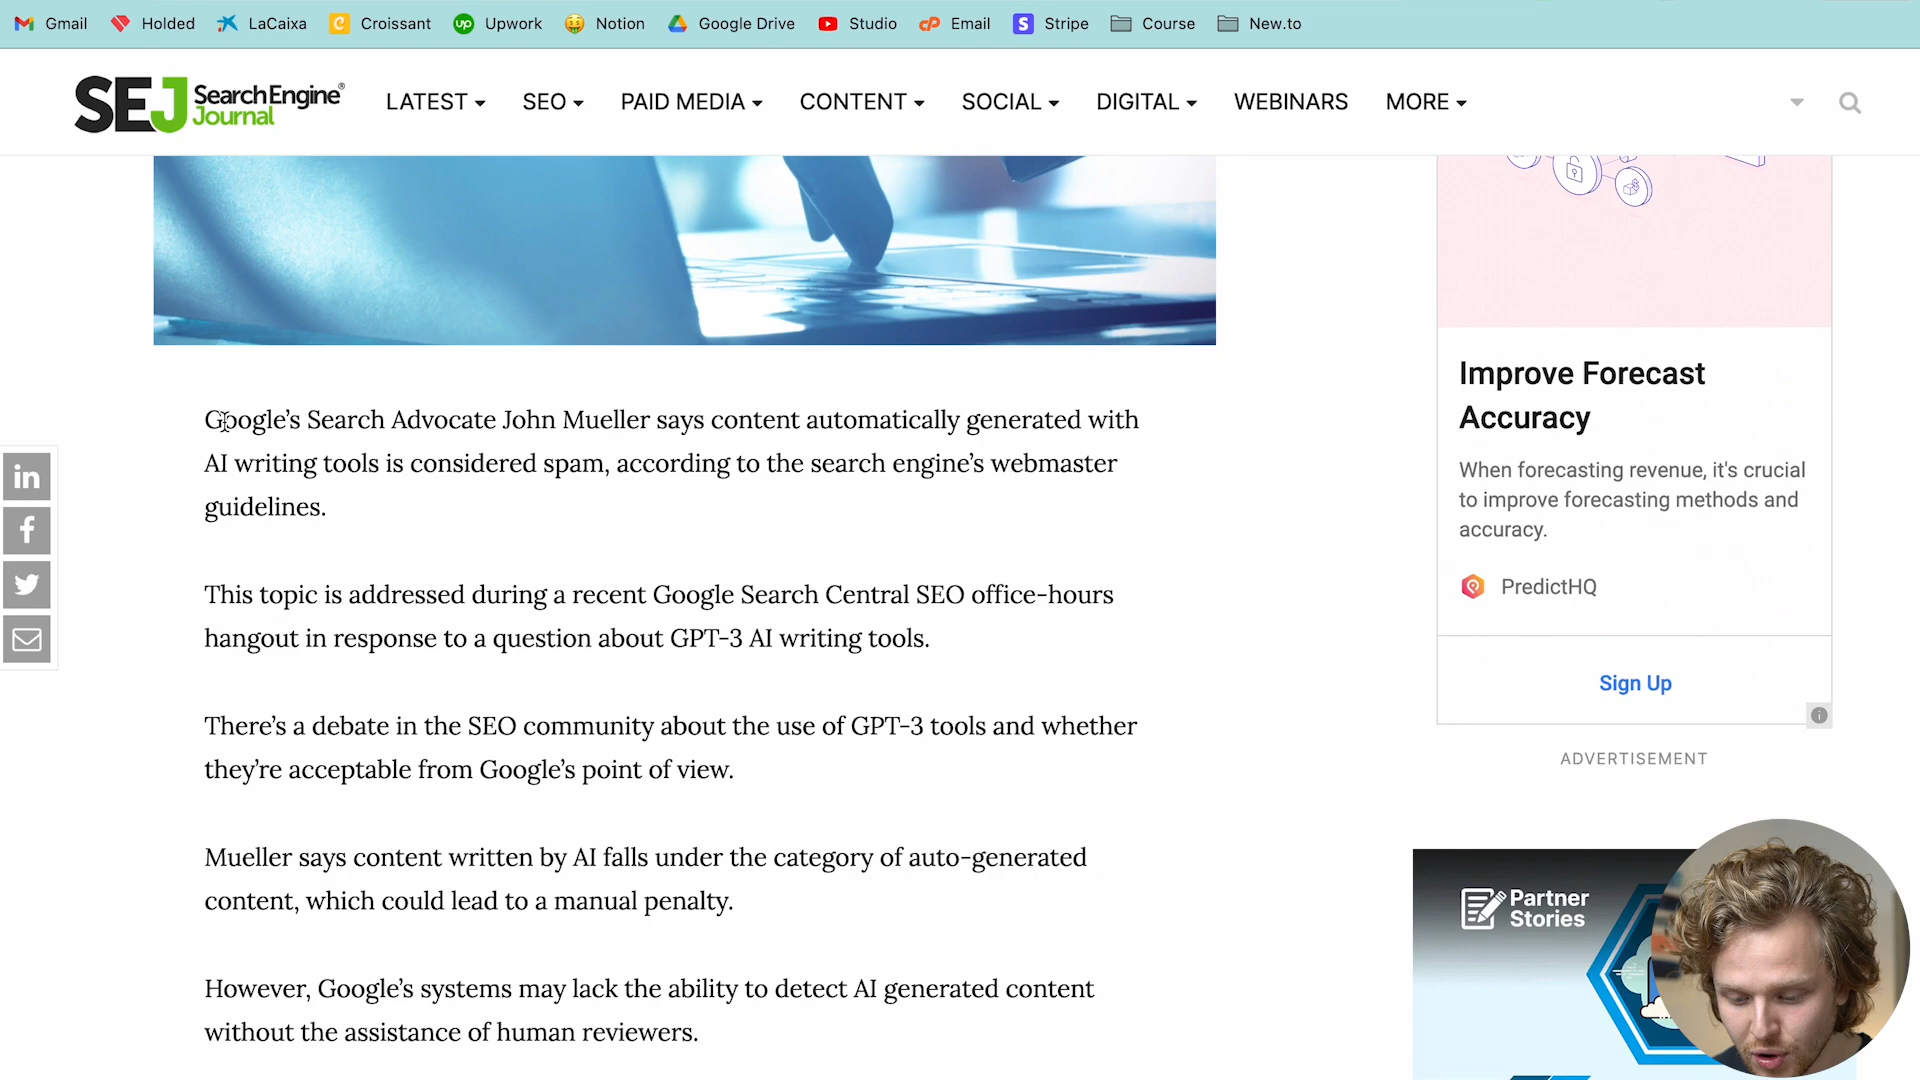 Gmail Holded LaCaixa Croissant Upwork Notion Google Drive Studio Email Stripe Course New.to
SEJ Search Engine Journal® LATEST SEO PAID MEDIA CONTENT SOCIAL DIGITAL WEBINARS MORE
Google's Search Advocate John Mueller says content automatically generated with
AI writing tools is considered spam, according to the search engine's webmaster
guidelines.
This topic is addressed during a recent Google Search Central SEO office-hours
hangout in response to a question about GPT-3 AI writing tools.
There's a debate in the SEO community about the use of GPT-3 tools and whether
they're acceptable from Google's point of view.
Mueller says content written by AI falls under the category of auto-generated
content, which could lead to a manual penalty.
However, Google's systems may lack the ability to detect AI generated content
without the assistance of human reviewers.
Improve Forecast
Accuracy
When forecasting revenue, it's crucial
to improve forecasting methods and
accuracy.
PredictHQ
Sign Up
ADVERTISEMENT
Partner
Stories